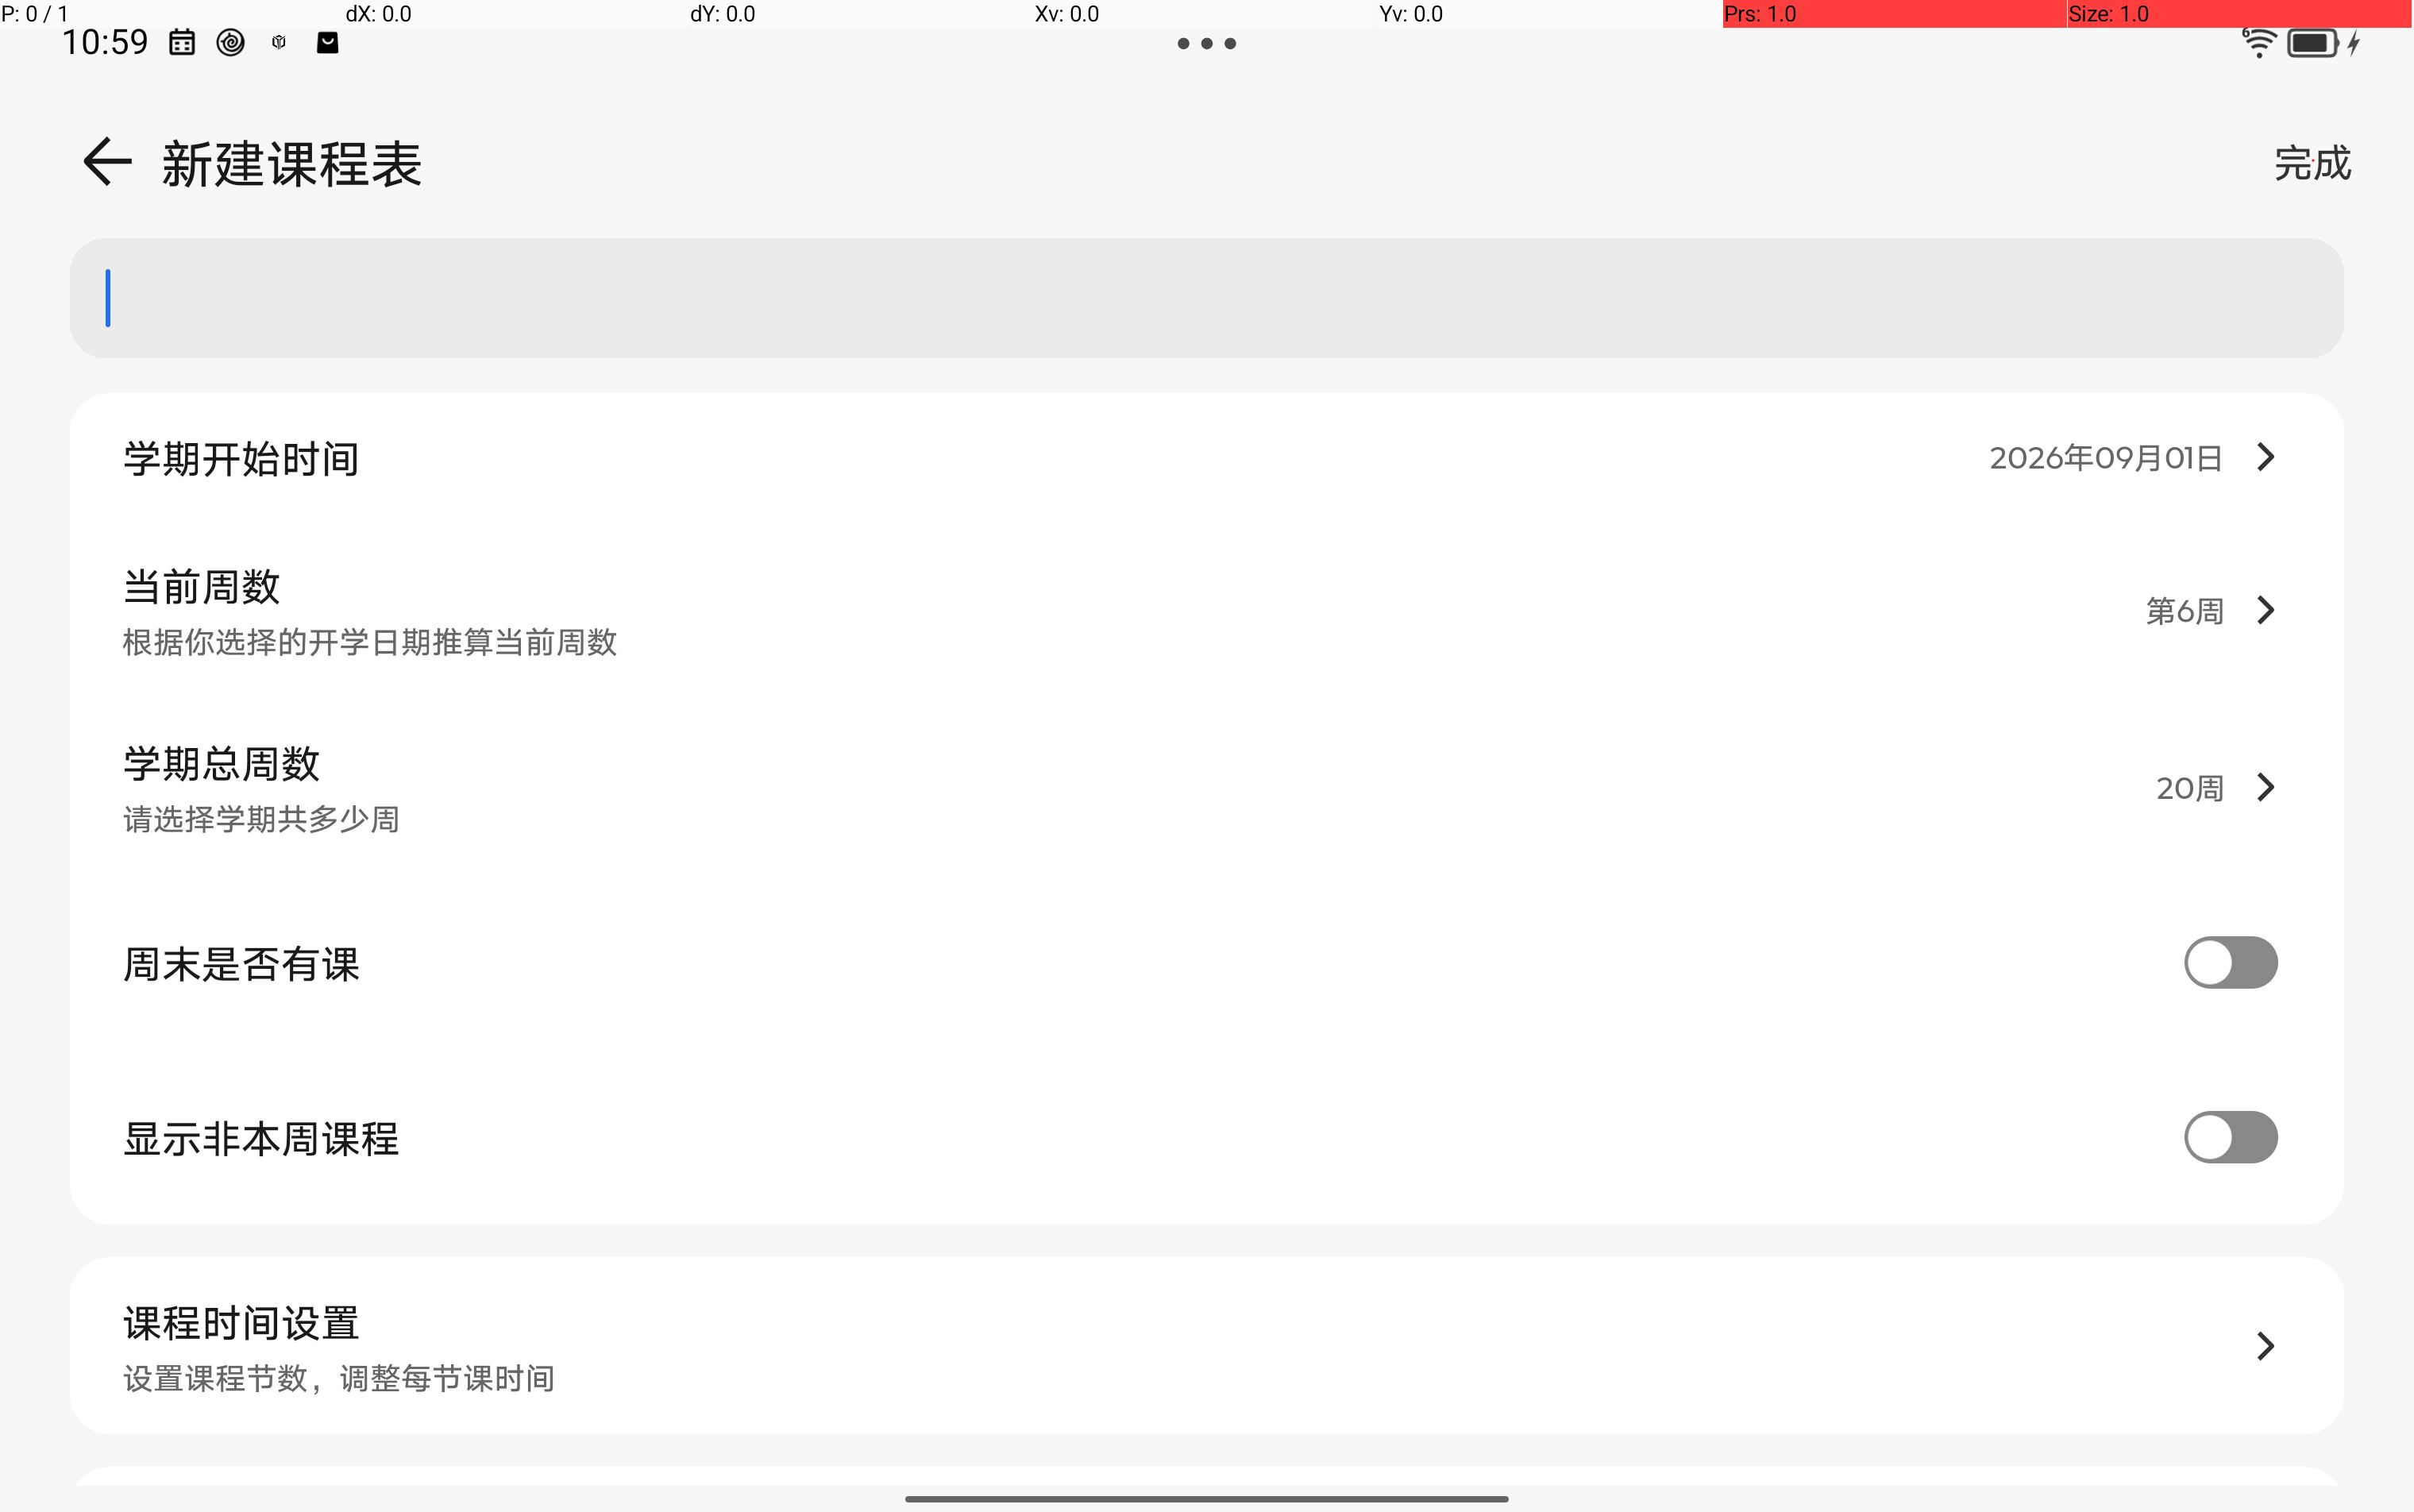 P: 0 / 1 dX: 0.0 dY: 0.0 Xv: 0.0 Yv: 0.0 Prs: 1.0 Size: 1.0
10:59 6
新建课程表 完成
学期开始时间 2026年09月01日
当前周数 第6周
根据你选择的开学日期推算当前周数
学期总周数 20周
请选择学期共多少周
周末是否有课
显示非本周课程
课程时间设置
设置课程节数，调整每节课时间